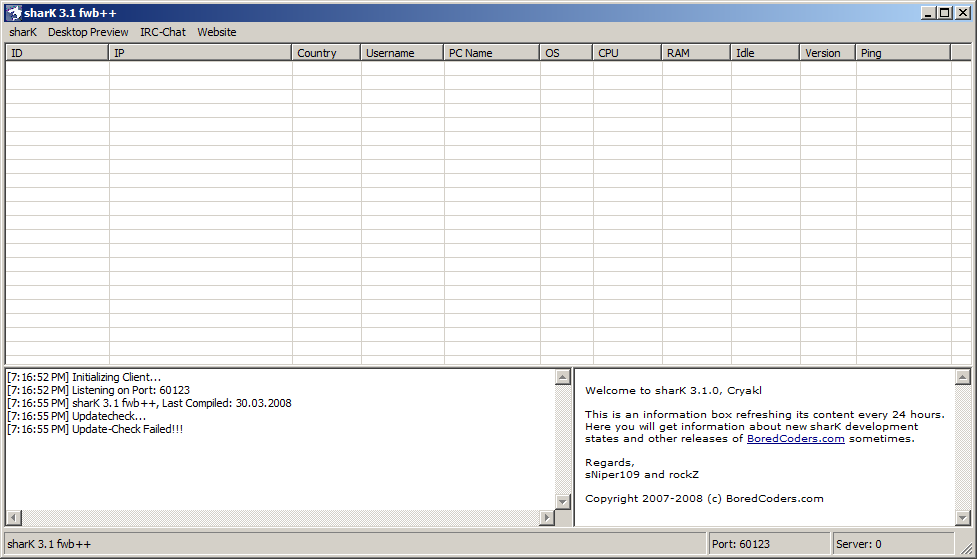 sharK 3.1 fwb++
sharK Desktop Preview IRC-Chat Website
ID IP Country Username PC Name OS CPU RAM Idle Version Ping
[7:16:52 PM] Initializing Client...
[7:16:52 PM] Listening on Port: 60123
[7:16:55 PM] sharK 3.1 fwb++, Last Compiled: 30.03.2008
[7:16:55 PM] Updatecheck...
[7:16:55 PM] Update-Check Failed!!!
Welcome to sharK 3.1.0, Cryakl
This is an information box refreshing its content every 24 hours.
Here you will get information about new sharK development
states and other releases of BoredCoders.com sometimes.
Regards,
sNiper109 and rockZ
Copyright 2007-2008 (c) BoredCoders.com
sharK 3.1 fwb++ Port: 60123 Server: 0